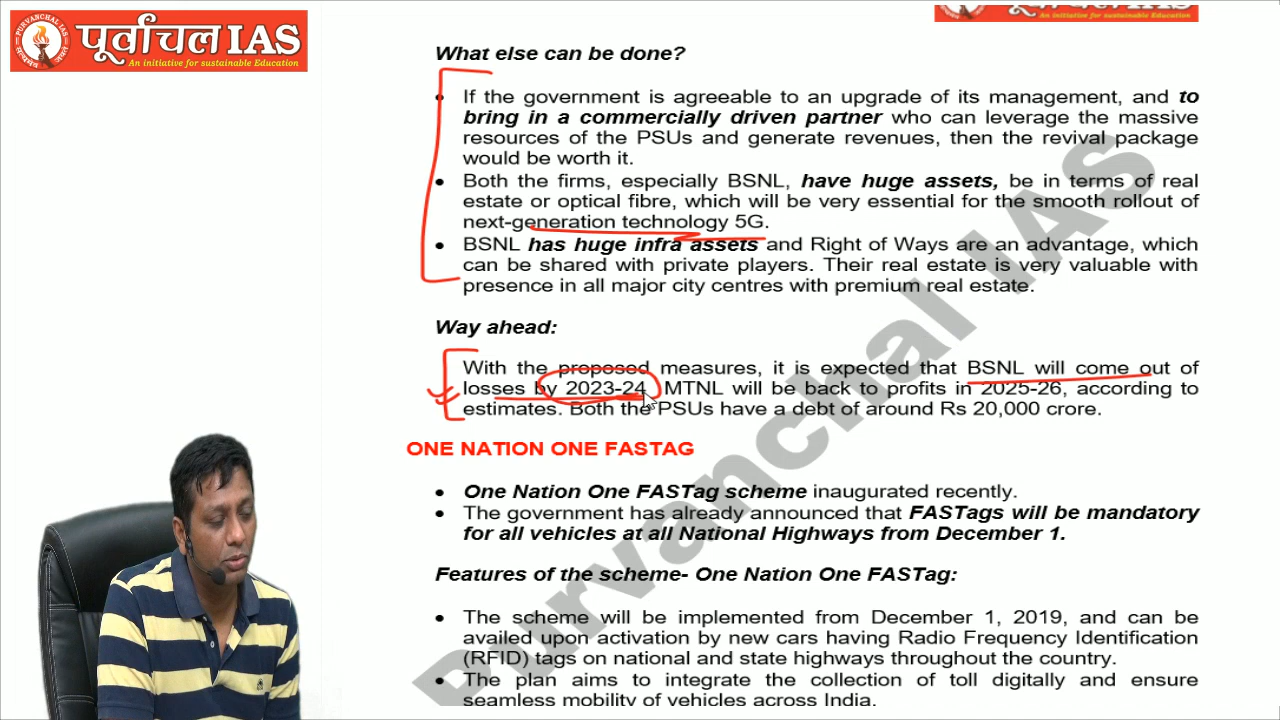 PURVANCHAL IAS
पूर्वांचल IAS
An initiative for sustainable Education
An initiative for sustainable Education
What else can be done?
• If the government is agreeable to an upgrade of its management, and to
bring in a commercially driven partner who can leverage the massive
resources of the PSUs and generate revenues, then the revival package
would be worth it.
• Both the firms, especially BSNL, have huge assets, be in terms of real
estate or optical fibre, which will be very essential for the smooth rollout of
next-generation technology 5G.
• BSNL has huge infra assets and Right of Ways are an advantage, which
can be shared with private players. Their real estate is very valuable with
presence in all major city centres with premium real estate.
Way ahead:
With the proposed measures, it is expected that BSNL will come out of
losses by 2023-24 MTNL will be back to profits in 2025-26, according to
estimates. Both the PSUs have a debt of around Rs 20,000 crore.
ONE NATION ONE FASTAG
• One Nation One FASTag scheme inaugurated recently.
• The government has already announced that FASTags will be mandatory
for all vehicles at all National Highways from December 1.
Features of the scheme- One Nation One FASTag:
• The scheme will be implemented from December 1, 2019, and can be
availed upon activation by new cars having Radio Frequency Identification
(RFID) tags on national and state highways throughout the country.
• The plan aims to integrate the collection of toll digitally and ensure
seamless mobility of vehicles across India.
Purvanchal IAS